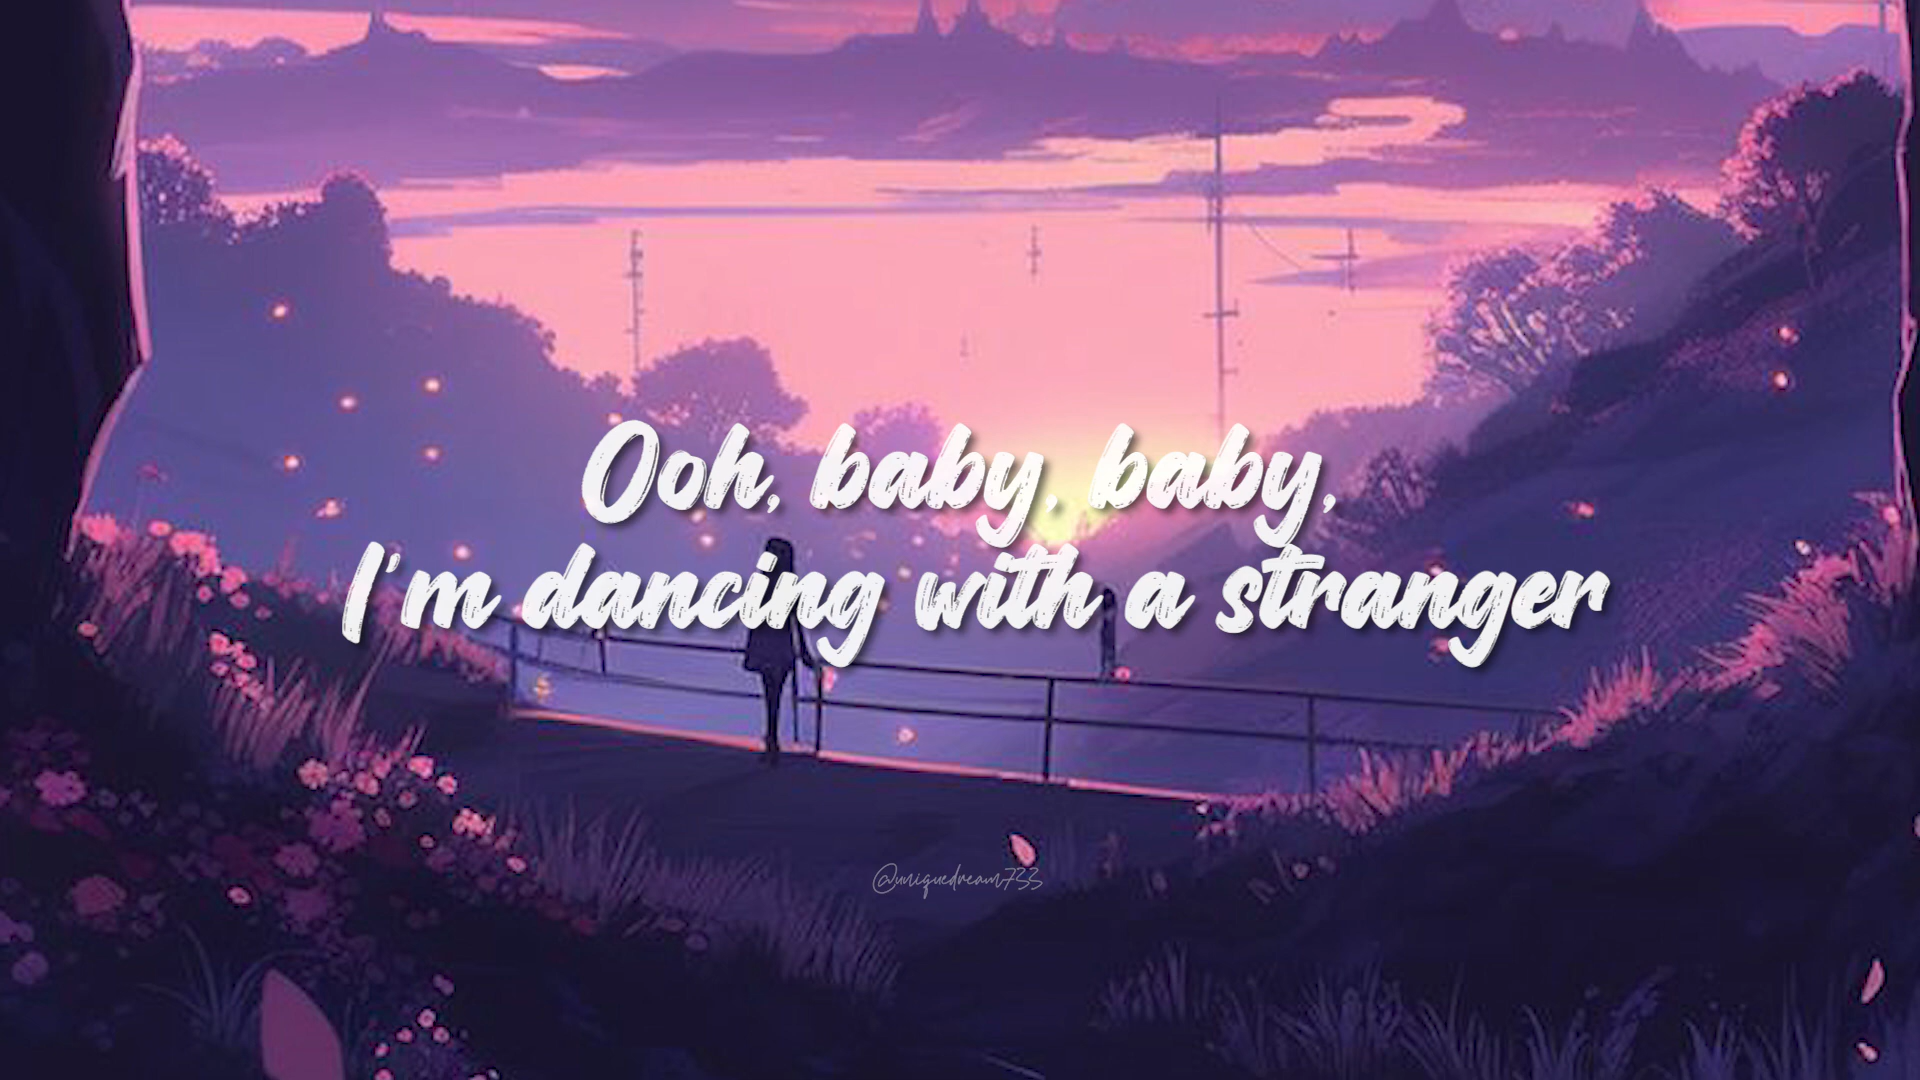 Ooh, baby, baby,
I'm dancing with a stranger
@uniquedream733